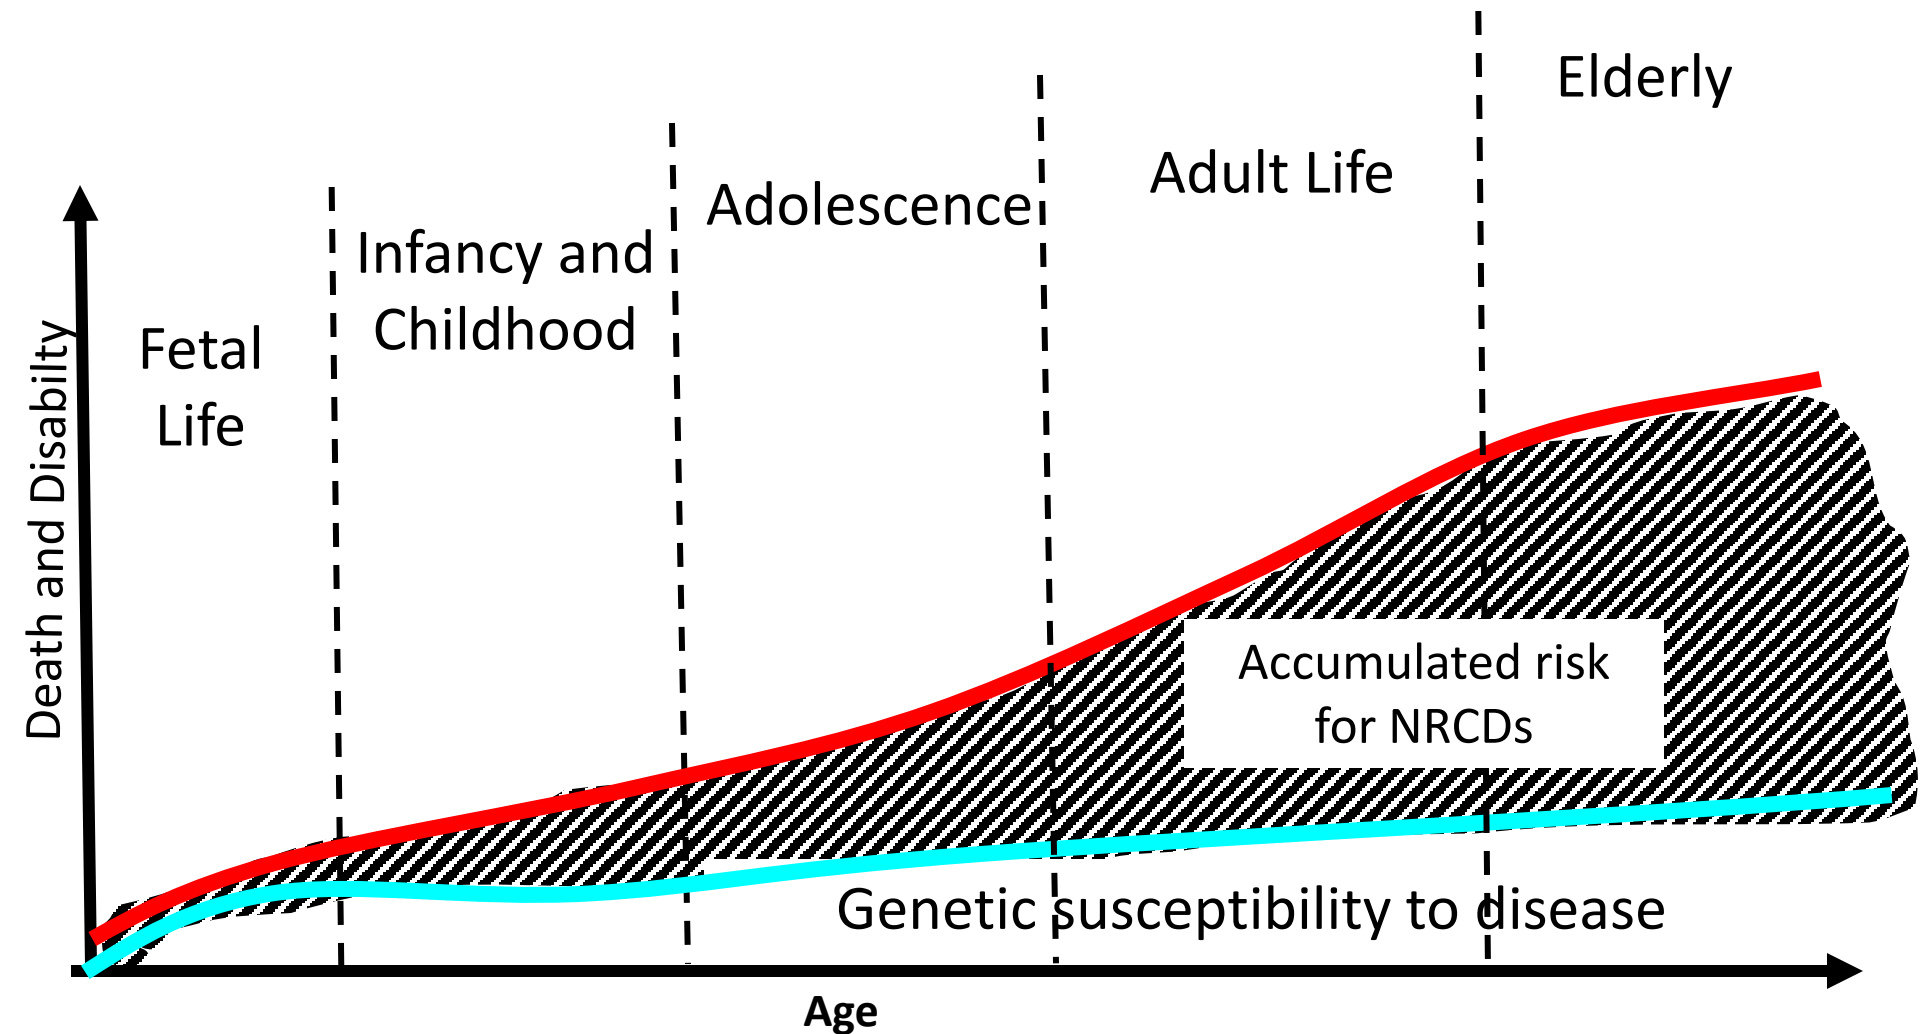 Elderly
Adult Life
Adolescence
Infancy and
Childhood
Fetal
Life
Death and Disabilty
Accumulated risk
for NRCDs
Genetic susceptibility to disease
Age